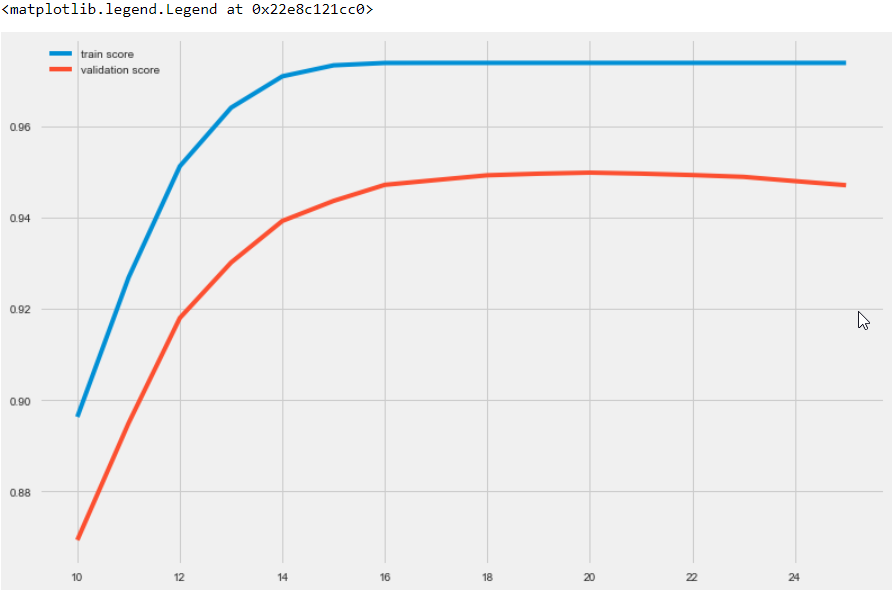 <matplotlib.legend.Legend at 0x22e8c121cc0>
train score
validation score
0.96
0.94
0.92
0.90
0.88
10 12 14 16 18 20 22 24